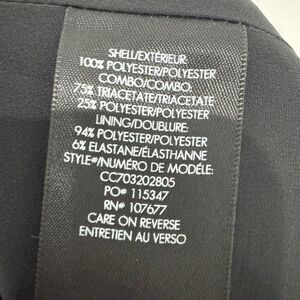 SHELL/EXTÉRIEUR:
100% POLYESTER/POLYESTER
COMBO/COMBO:
75% TRIACETATE/TRIACETATE
25% POLYESTER/POLYESTER
LINING/DOUBLURE:
94% POLYESTER/POLYESTER
6% ELASTANE/ÉLASTHANNE
STYLE#/NUMÉRO DE MODÈLE:
CC703202805
PO# 115347
RN# 107677
CARE ON REVERSE
ENTRETIEN AU VERSO